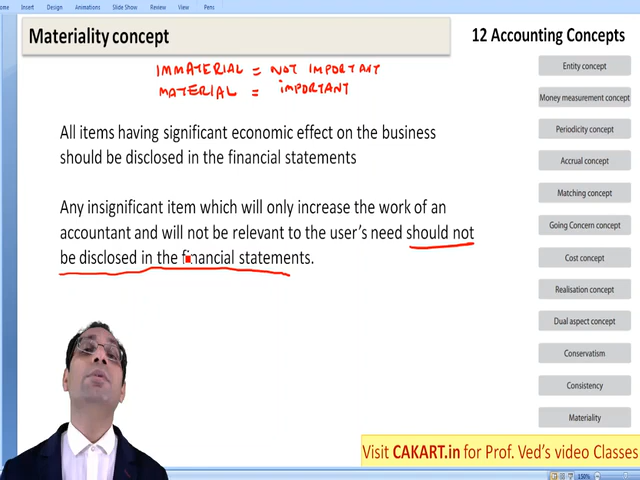 ome Insert Design Animations Slide Show Review View Pens
Materiality concept
12 Accounting Concepts
IMMATERIAL = NOT IMPORTANT
MATERIAL = IMPORTANT
All items having significant economic effect on the business
should be disclosed in the financial statements
Any insignificant item which will only increase the work of an
accountant and will not be relevant to the user's need should not
be disclosed in the financial statements.
Entity concept
Money measurement concept
Periodicity concept
Accrual concept
Matching concept
Going Concern concept
Cost concept
Realisation concept
Dual aspect concept
Conservatism
Consistency
Materiality
Visit CAKART.in for Prof. Ved's video Classes
150%